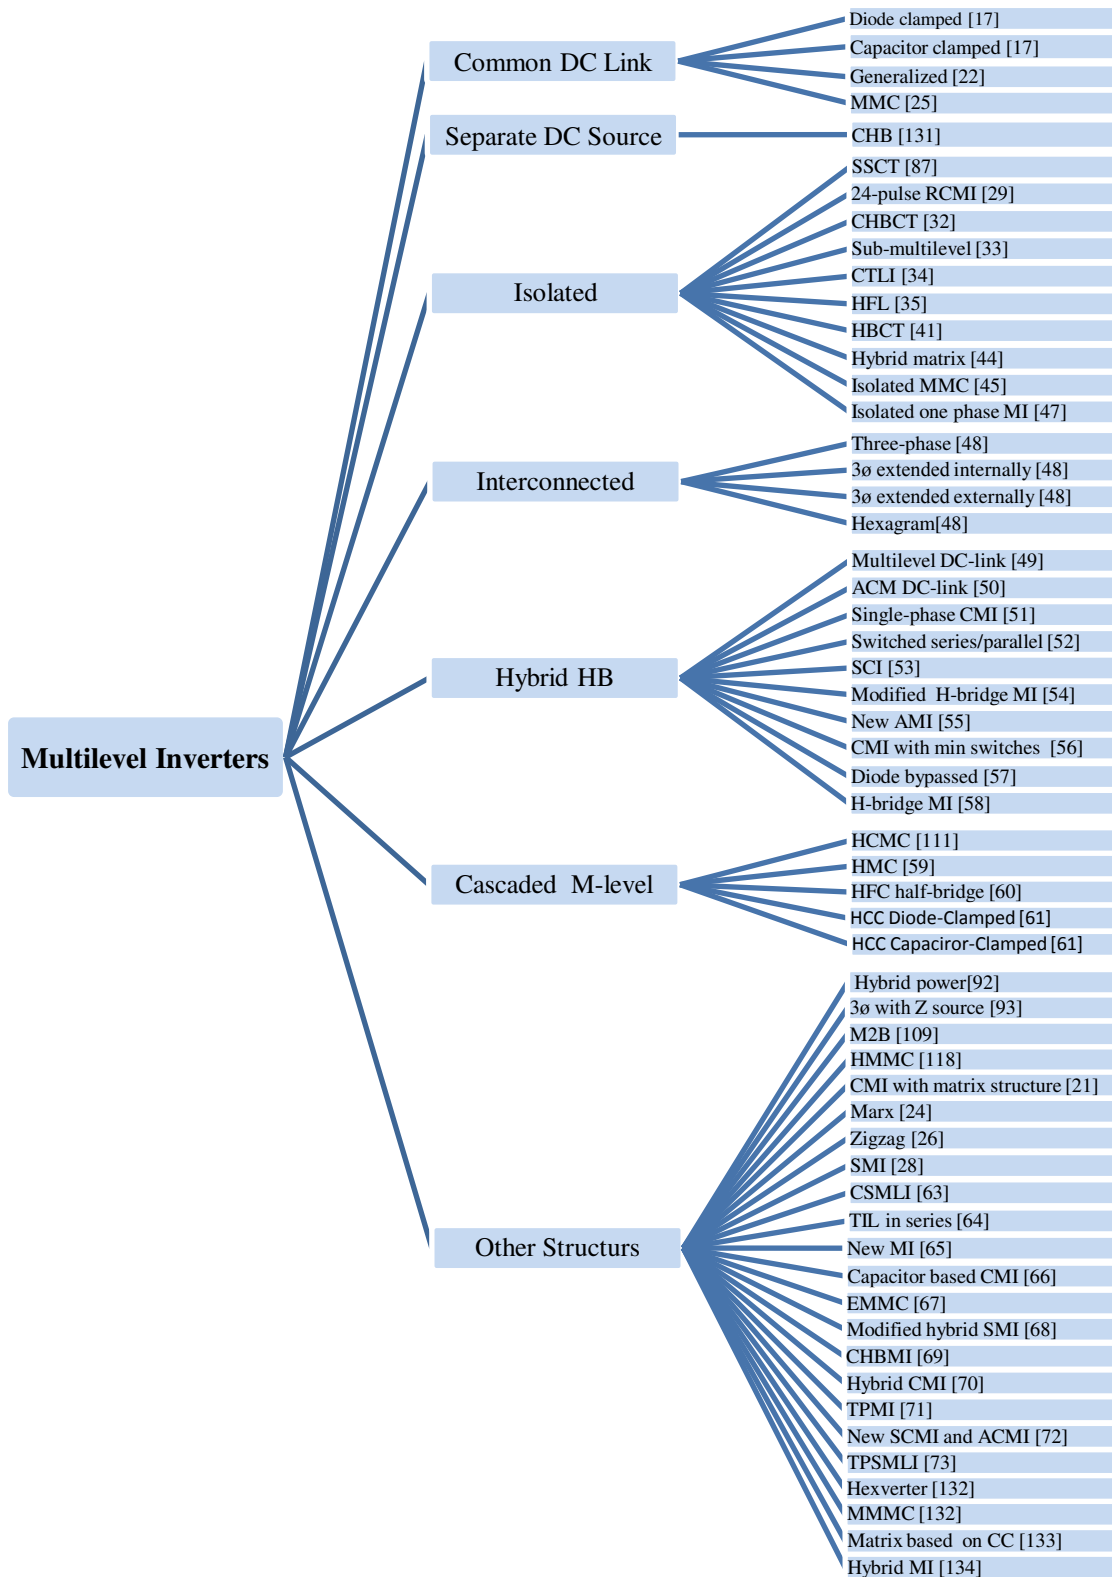 Multilevel Inverters
Common DC Link
Diode clamped [17]
Capacitor clamped [17]
Generalized [22]
MMC [25]
Separate DC Source
CHB [131]
Isolated
SSCT [87]
24-pulse RCMI [29]
CHBCT [32]
Sub-multilevel [33]
CTLI [34]
HFL [35]
HBCT [41]
Hybrid matrix [44]
Isolated MMC [45]
Isolated one phase MI [47]
Interconnected
Three-phase [48]
3ø extended internally [48]
3ø extended externally [48]
Hexagram[48]
Hybrid HB
Multilevel DC-link [49]
ACM DC-link [50]
Single-phase CMI [51]
Switched series/parallel [52]
SCI [53]
Modified H-bridge MI [54]
New AMI [55]
CMI with min switches [56]
Diode bypassed [57]
H-bridge MI [58]
Cascaded M-level
HCMC [111]
HMC [59]
HFC half-bridge [60]
HCC Diode-Clamped [61]
HCC Capaciror-Clamped [61]
Other Structurs
Hybrid power[92]
3ø with Z source [93]
M2B [109]
HMMC [118]
CMI with matrix structure [21]
Marx [24]
Zigzag [26]
SMI [28]
CSMLI [63]
TIL in series [64]
New MI [65]
Capacitor based CMI [66]
EMMC [67]
Modified hybrid SMI [68]
CHBMI [69]
Hybrid CMI [70]
TPMI [71]
New SCMI and ACMI [72]
TPSMLI [73]
Hexverter [132]
MMMC [132]
Matrix based on CC [133]
Hybrid MI [134]